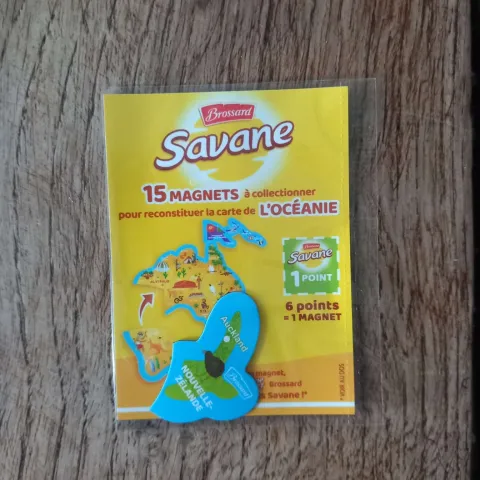 Brossard
Savane
15 MAGNETS à collectionner
pour reconstituer la carte de L'OCÉANIE
Brossard
Savane
1 POINT
6 points
= 1 MAGNET
Auckland
NOUVELLE-
ZÉLANDE
Brossard
magnet,
Brossard
Savane !*